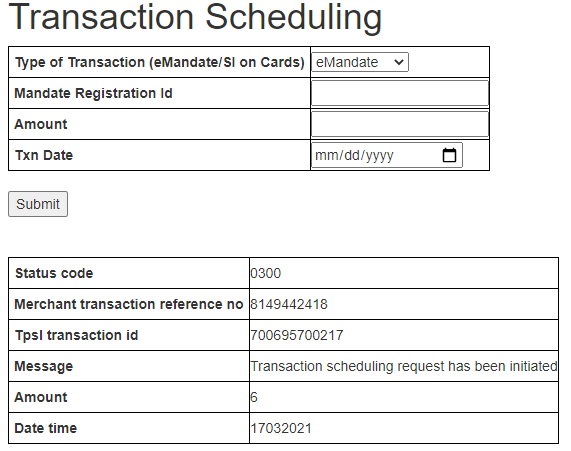 Transaction Scheduling
Type of Transaction (eMandate/SI on Cards) eMandate
Mandate Registration Id
Amount
Txn Date mm/dd/yyyy
Submit
Status code 0300
Merchant transaction reference no 8149442418
Tpsl transaction id 700695700217
Message Transaction scheduling request has been initiated
Amount 6
Date time 17032021